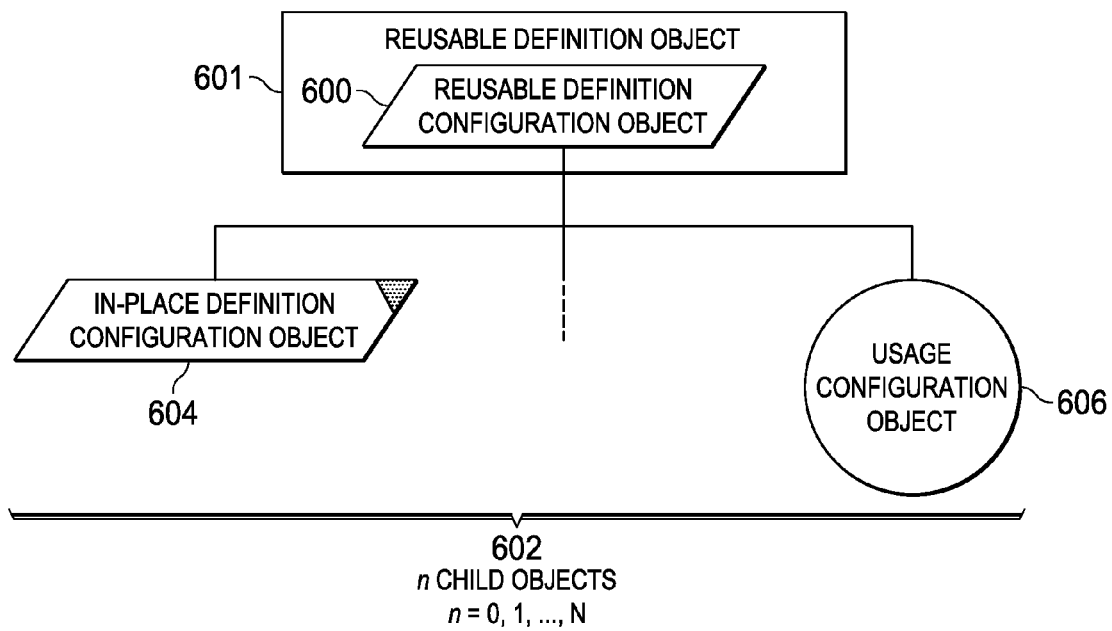 REUSABLE DEFINITION OBJECT
601
600
REUSABLE DEFINITION
CONFIGURATION OBJECT
IN-PLACE DEFINITION
CONFIGURATION OBJECT
604
USAGE
CONFIGURATION
OBJECT
606
602
n CHILD OBJECTS
n = 0, 1, ..., N